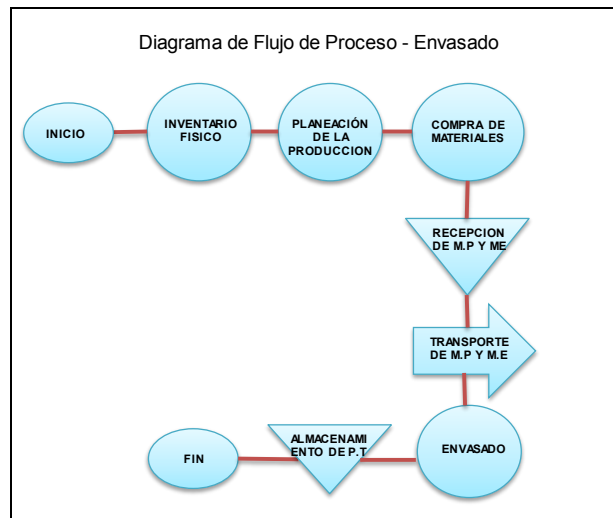 Diagrama de Flujo de Proceso - Envasado
INICIO
INVENTARIO
FISICO
PLANEACIÓN
DE LA
PRODUCCION
COMPRA DE
MATERIALES
RECEPCION
DE M.P Y ME
TRANSPORTE
DE M.P Y M.E
ENVASADO
ALMACENAMI
ENTO DE P.T
FIN